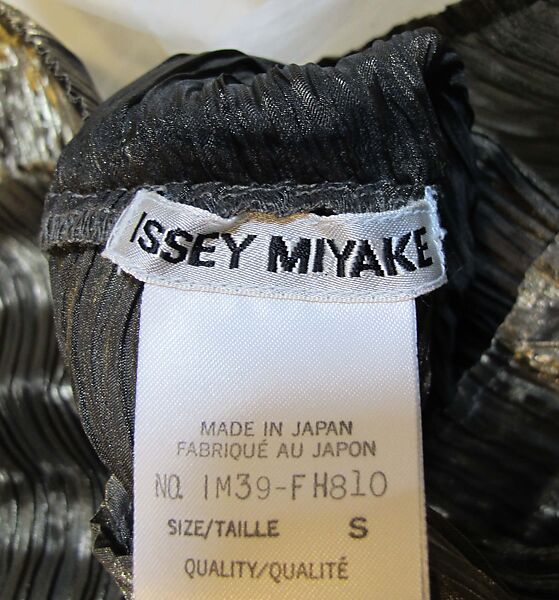 ISSEY MIYAKE
MADE IN JAPAN
FABRIQUÉ AU JAPON
NO. IM39-FH810
SIZE/TAILLE S
QUALITY/QUALITÉ